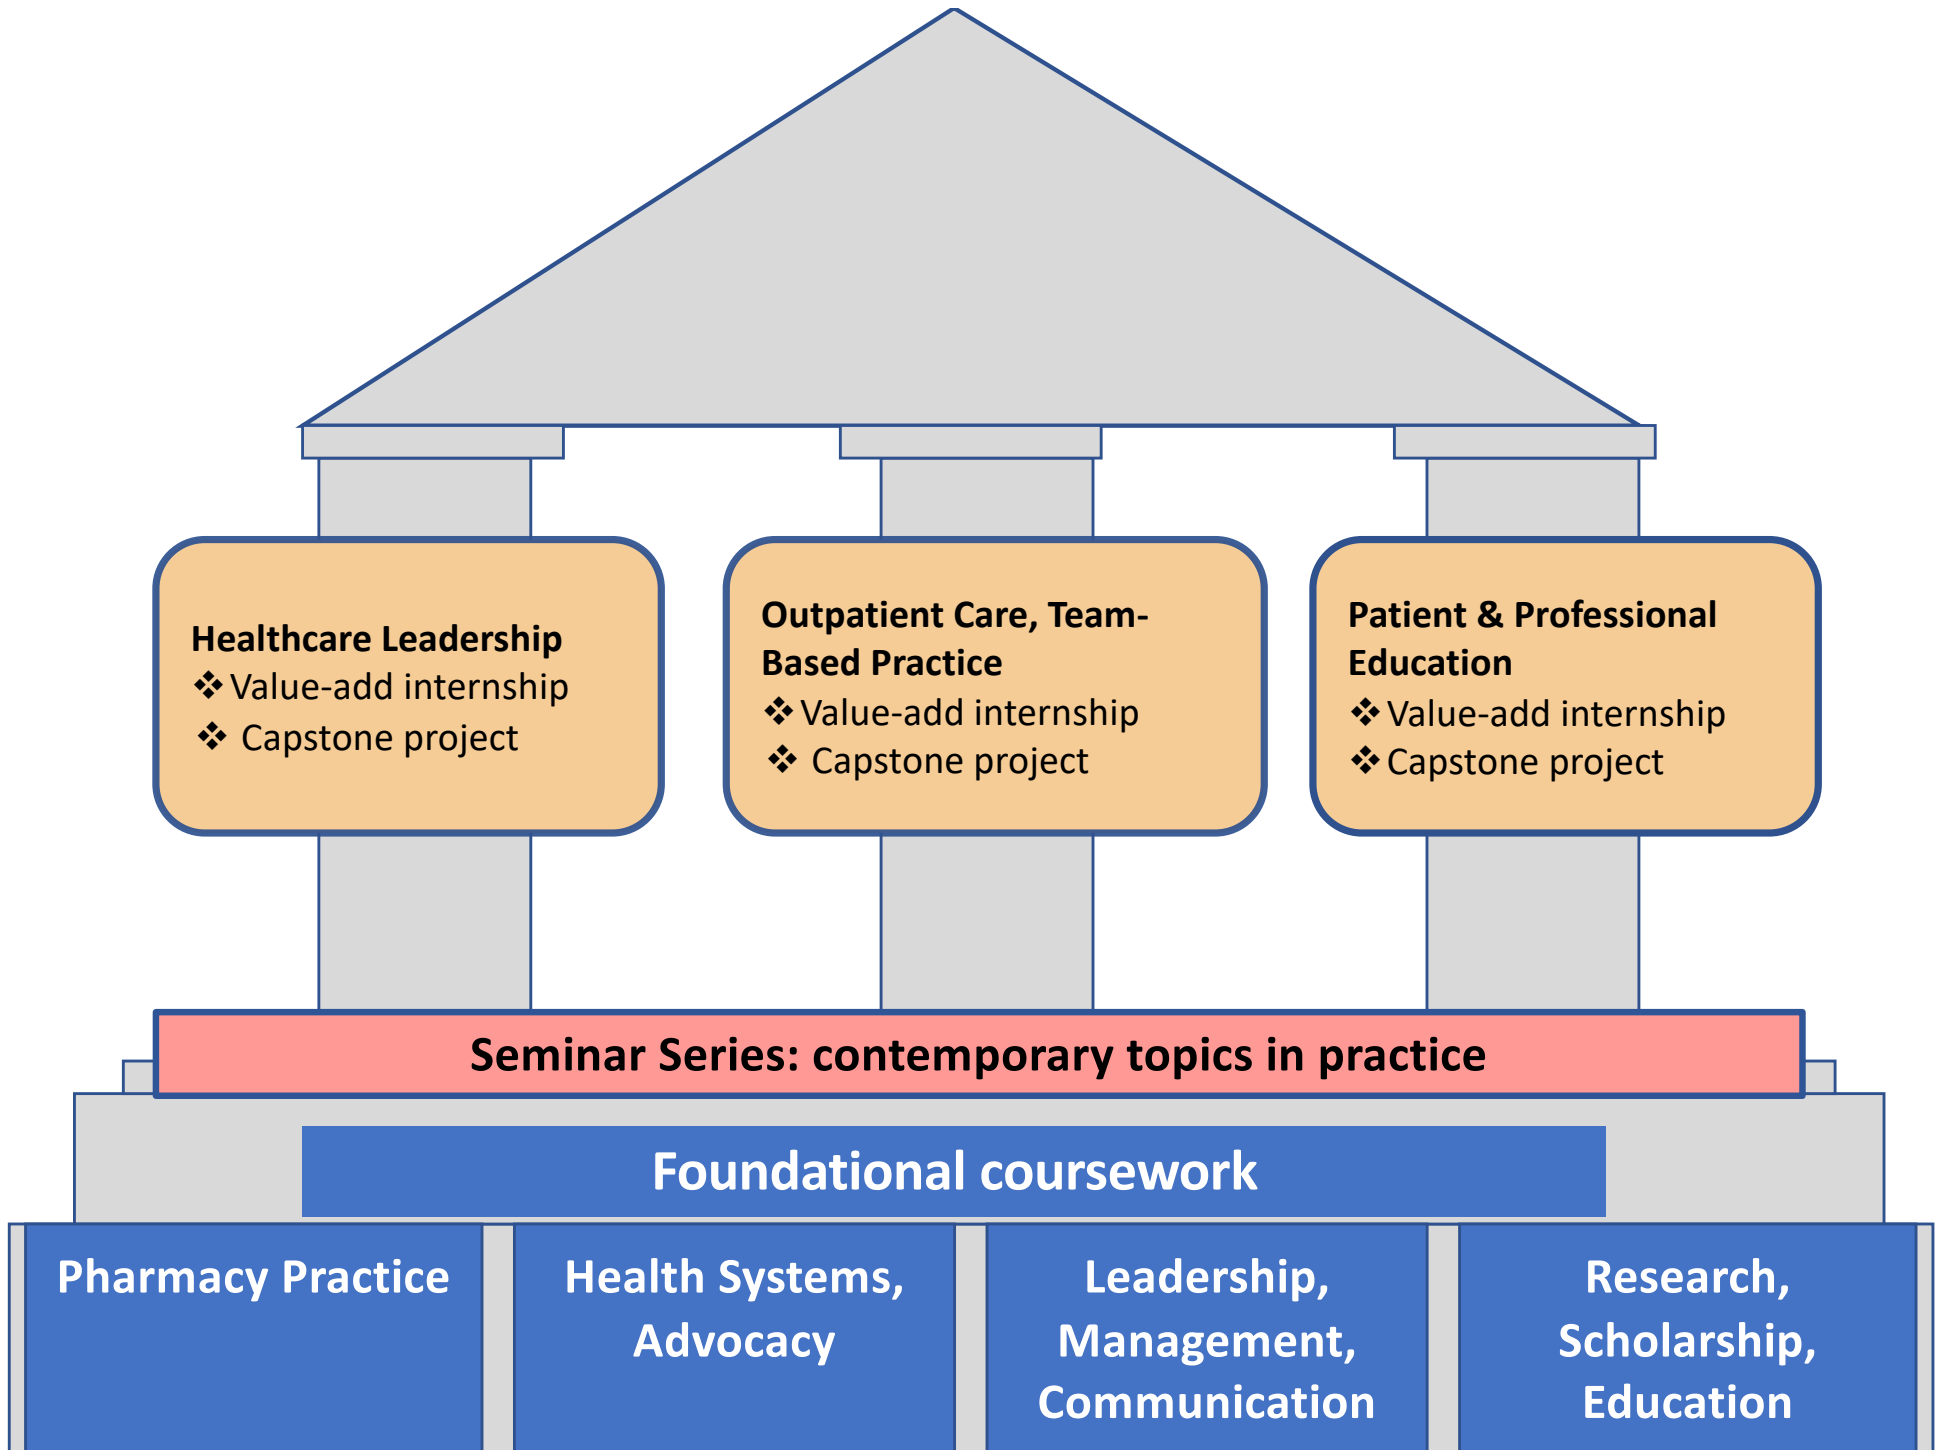 Healthcare Leadership
❖ Value-add internship
❖ Capstone project
Outpatient Care, Team-
Based Practice
❖ Value-add internship
❖ Capstone project
Patient & Professional
Education
❖ Value-add internship
❖ Capstone project
Seminar Series: contemporary topics in practice
Foundational coursework
Pharmacy Practice
Health Systems,
Advocacy
Leadership,
Management,
Communication
Research,
Scholarship,
Education